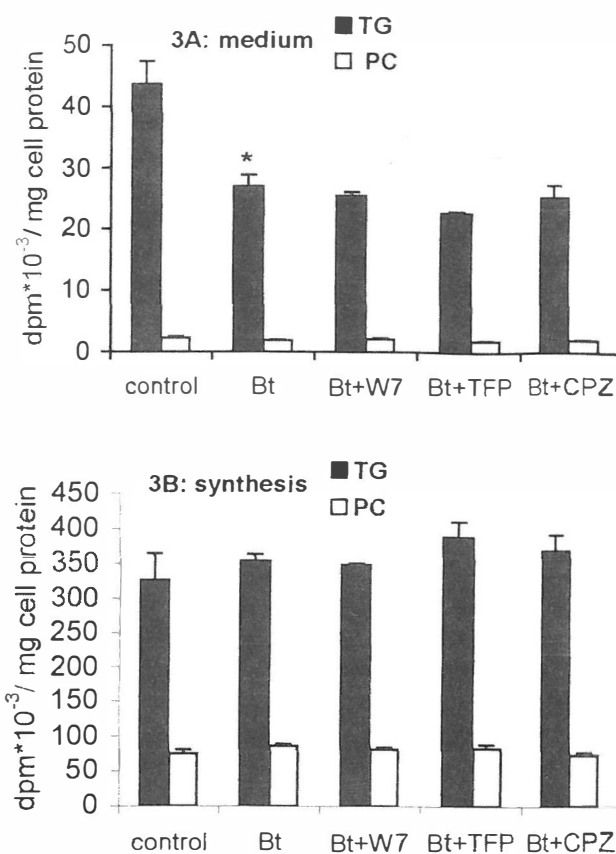 3A: medium
TG
PC
dpm*10⁻³/ mg cell protein
50
40
30
20
10
0
control Bt Bt+W7 Bt+TFP Bt+CPZ
*
3B: synthesis
TG
PC
dpm*10⁻³/ mg cell protein
450
400
350
300
250
200
150
100
50
0
control Bt Bt+W7 Bt+TFP Bt+CPZ